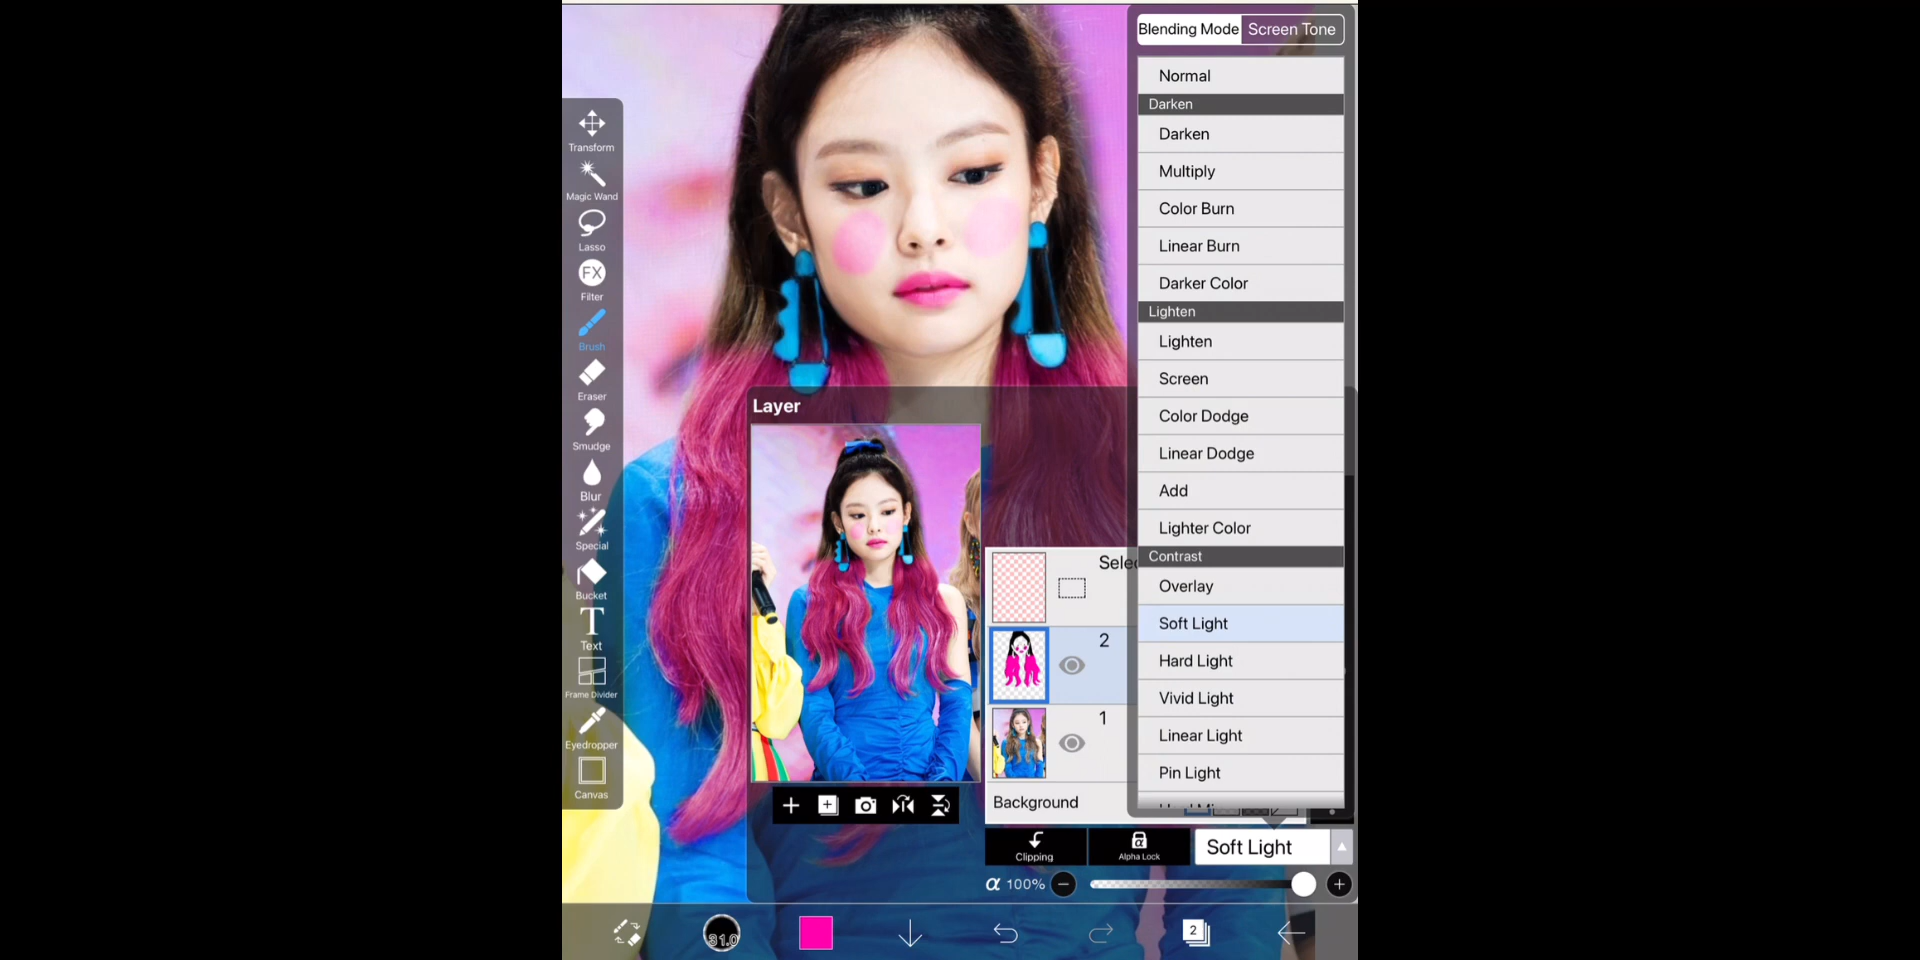 Blending Mode
Screen Tone
Normal
Darken
Darken
Multiply
Color Burn
Linear Burn
Darker Color
Lighten
Lighten
Screen
Color Dodge
Linear Dodge
Add
Lighter Color
Contrast
Overlay
Soft Light
Hard Light
Vivid Light
Linear Light
Pin Light
Transform
Magic Wand
Lasso
FX
Filter
Brush
Eraser
Smudge
Blur
Special
Bucket
T
Text
Frame Divider
Eyedropper
Canvas
Layer
2
1
Background
Clipping
α
Alpha Lock
Soft Light
α 100%
31.0
2